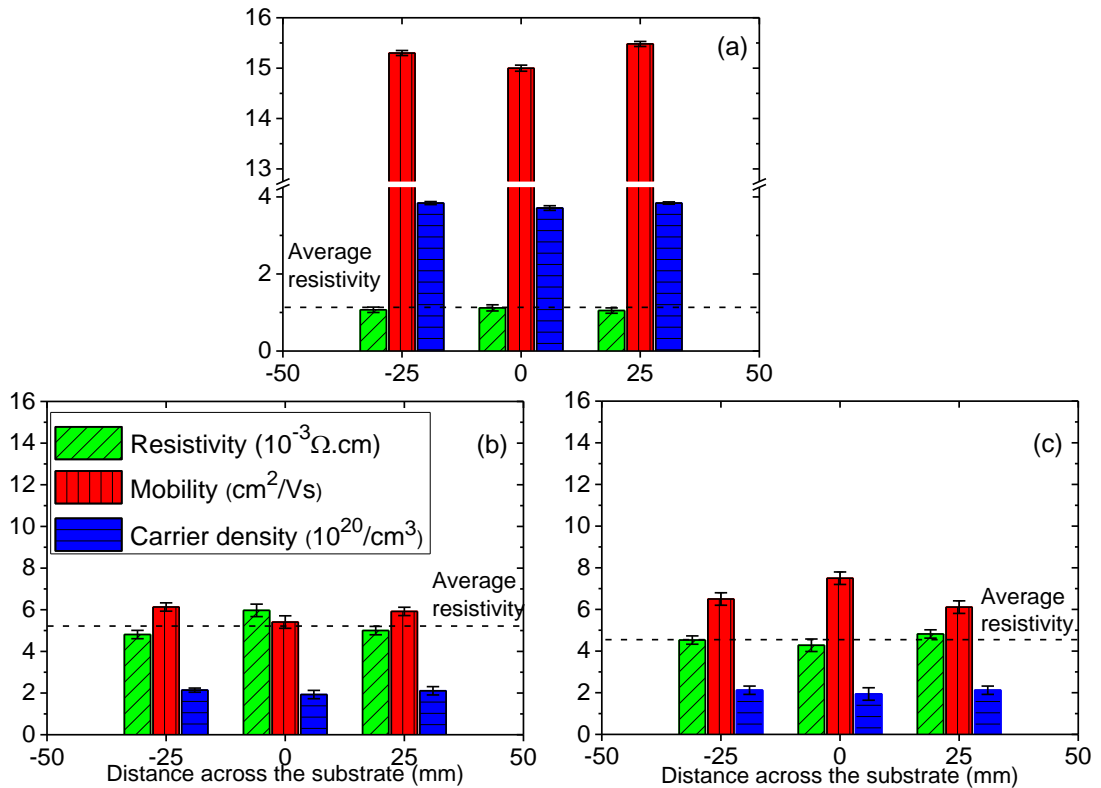 16
(a)
15
14
13
4
Average
resistivity
2
0
-50 -25 0 25 50
16
14
12
10
8
6
4
2
0
(b)
Resistivity (10⁻³Ω.cm)
Mobility (cm²/Vs)
Carrier density (10²⁰/cm³)
Average
resistivity
-50 -25 0 25 50
Distance across the substrate (mm)
16
14
12
10
8
6
4
2
0
(c)
Average
resistivity.
-50 -25 0 25 50
Distance across the substrate (mm)